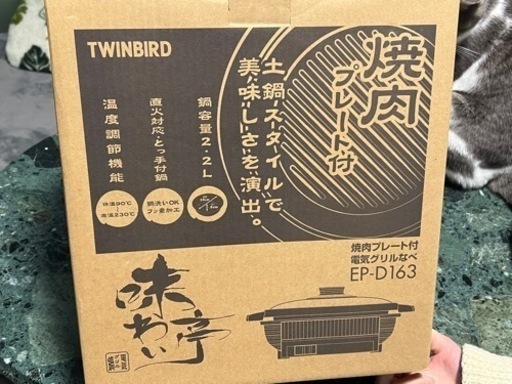 TWINBIRD
焼肉
プレート付
土鍋スタイルで
美味しさを演出。
鍋容量2.2L
直火対応・とっ手付鍋
温度調節機能
保温90℃
～
高温230℃
鍋洗いOK
フッ素加工
焼肉プレート付
電気グリルなべ
EP-D163
味わい亭